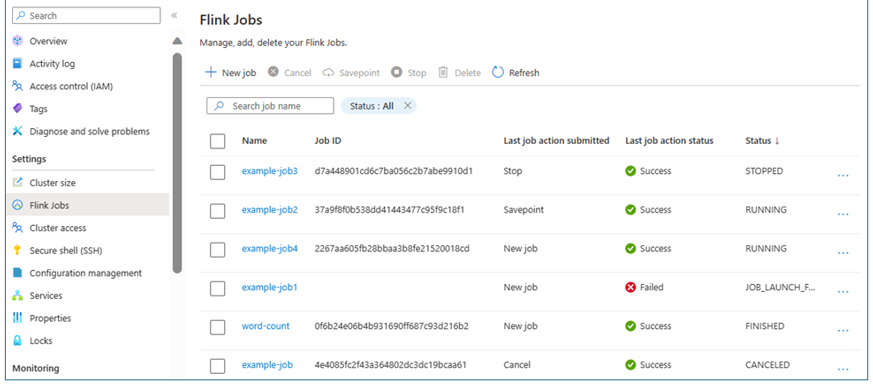 Search
«
Overview
Activity log
Access control (IAM)
Tags
Diagnose and solve problems
Settings
Cluster size
Flink Jobs
Cluster access
Secure shell (SSH)
Configuration management
Services
Properties
Locks
Monitoring
Flink Jobs
Manage, add, delete your Flink Jobs.
+ New job Cancel Savepoint Stop Delete Refresh
Search job name Status : All ×
Name Job ID Last job action submitted Last job action status Status ↓
example-job3 d7a448901cd6c7ba056c2b7abe9910d1 Stop Success STOPPED ...
example-job2 37a9f8f0b538dd41443477c95f9c18f1 Savepoint Success RUNNING ...
example-job4 2267aa605fb28bbaa3b8fe21520018cd New job Success RUNNING ...
example-job1 New job Failed JOB_LAUNCH_F... ...
word-count 0f6b24e06b4b931690ff687c93d216b2 New job Success FINISHED ...
example-job 4e4085fc2f43a364802dc3dc19bcaa61 Cancel Success CANCELED ...